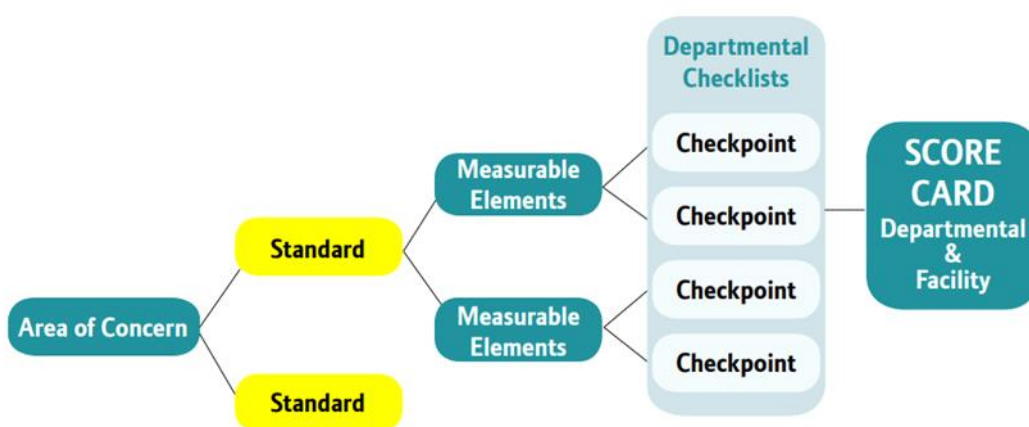 Area of Concern
Standard
Standard
Measurable
Elements
Measurable
Elements
Departmental
Checklists
Checkpoint
Checkpoint
Checkpoint
Checkpoint
SCORE
CARD
Departmental
&
Facility